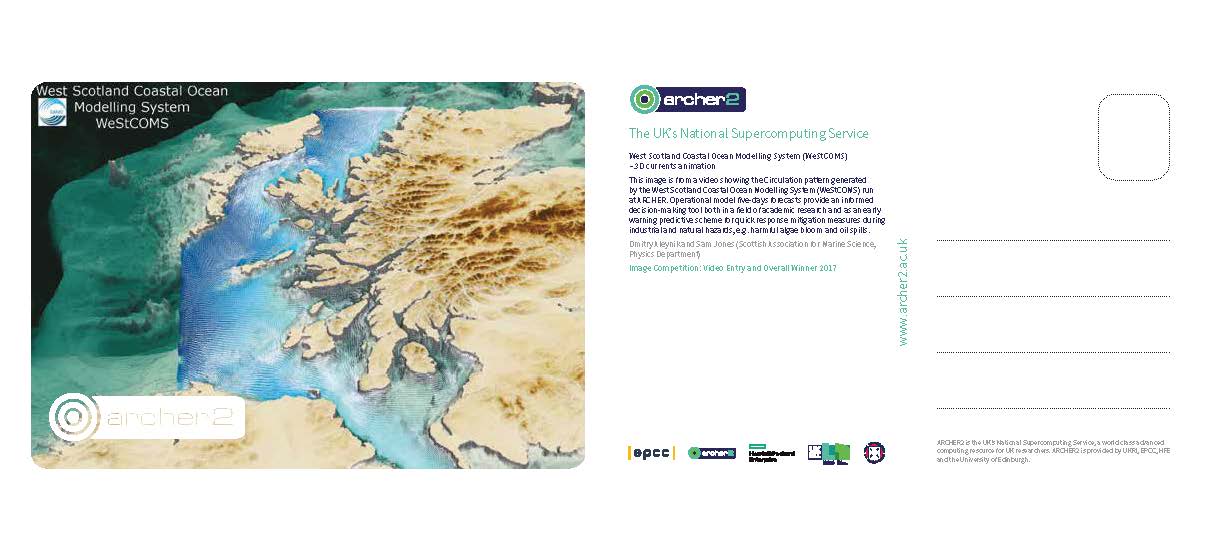 West Scotland Coastal Ocean
Modelling System
WeStCOMS
archer2
archer2
The UK's National Supercomputing Service
West Scotland Coastal Ocean Modelling System (WeStCOMS)
- 3D currents animation
This image is from a video showing the Circulation pattern generated
by the West Scotland Coastal Ocean Modelling System (WeStCOMS) run
at ARCHER. Operational model five-days forecasts provide an informed
decision-making tool both in a field of academic research and as an early
warning predictive scheme for quick response mitigation measures during
industrial and natural hazards, e.g. harmful algae bloom and oil spills.
Dmitry Aleynik and Sam Jones (Scottish Association for Marine Science,
Physics Department)
Image Competition: Video Entry and Overall Winner 2017
www.archer2.ac.uk
epcc
archer2
Hewlett Packard
Enterprise
ARCHER2 is the UK's National Supercomputing Service, a world class advanced
computing resource for UK researchers. ARCHER2 is provided by UKRI, EPCC, HPE
and the University of Edinburgh.